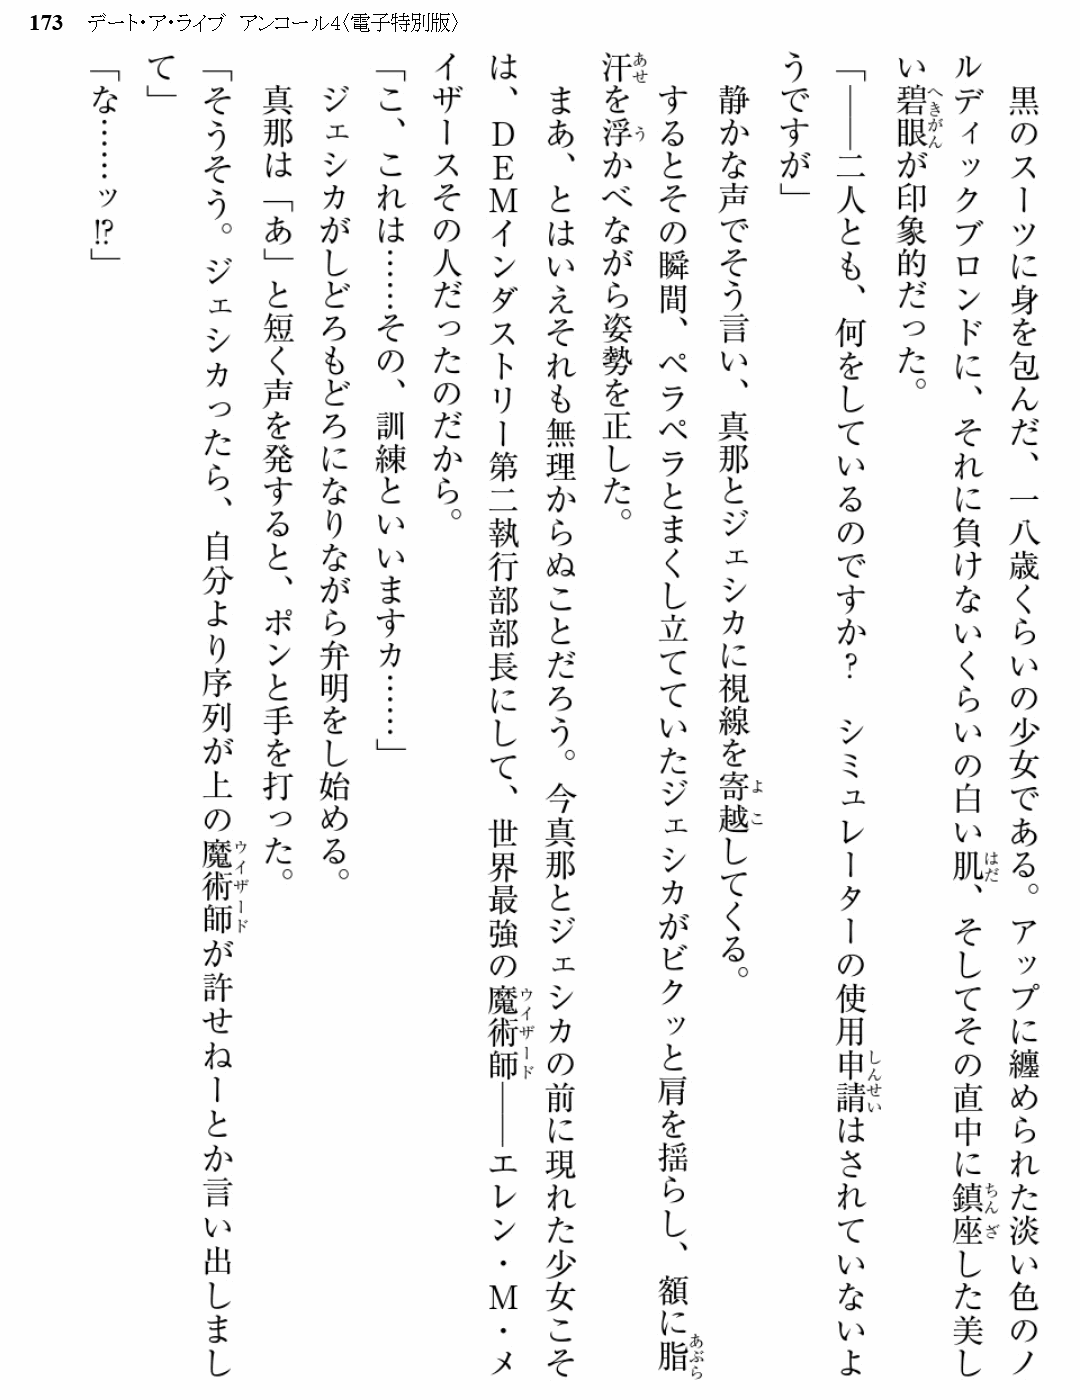 173 デート・ア・ライブ アンコール4〈電子特別版〉
黒のスーツに身を包んだ、一八歳くらいの少女である。アップに纏められた淡い色のノ
ルディックブロンドに、それに負けないくらいの白い肌、そしてその直中に鎮座した美し
い碧眼が印象的だった。
「――二人とも、何をしているのですか？　シミュレーターの使用申請はされていないよ
うですが」
静かな声でそう言い、真那とジェシカに視線を寄越してくる。
するとその瞬間、ペラペラとまくし立てていたジェシカがビクッと肩を揺らし、額に脂
汗を浮かべながら姿勢を正した。
まあ、とはいえそれも無理からぬことだろう。今真那とジェシカの前に現れた少女こそ
は、ＤＥＭインダストリー第二執行部部長にして、世界最強の魔術師――エレン・Ｍ・メ
イザースその人だったのだから。
「こ、これは……その、訓練といいますカ……」
ジェシカがしどろもどろになりながら弁明をし始める。
真那は「あ」と短く声を発すると、ポンと手を打った。
「そうそう。ジェシカったら、自分より序列が上の魔術師が許せねーとか言い出しまし
て」
「な……ッ!?」